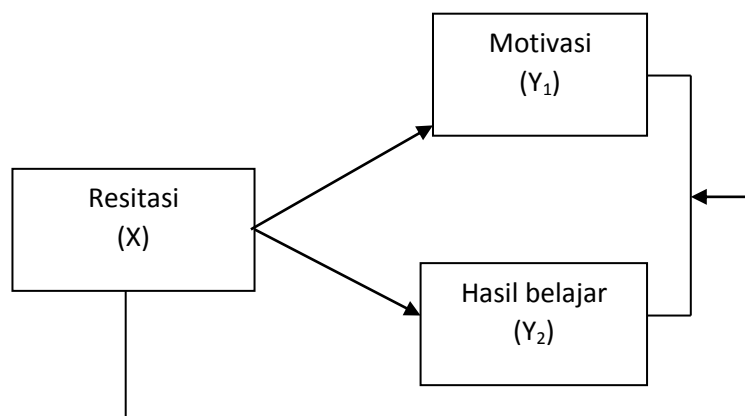 Motivasi
(Y₁)
Resitasi
(X)
Hasil belajar
(Y₂)